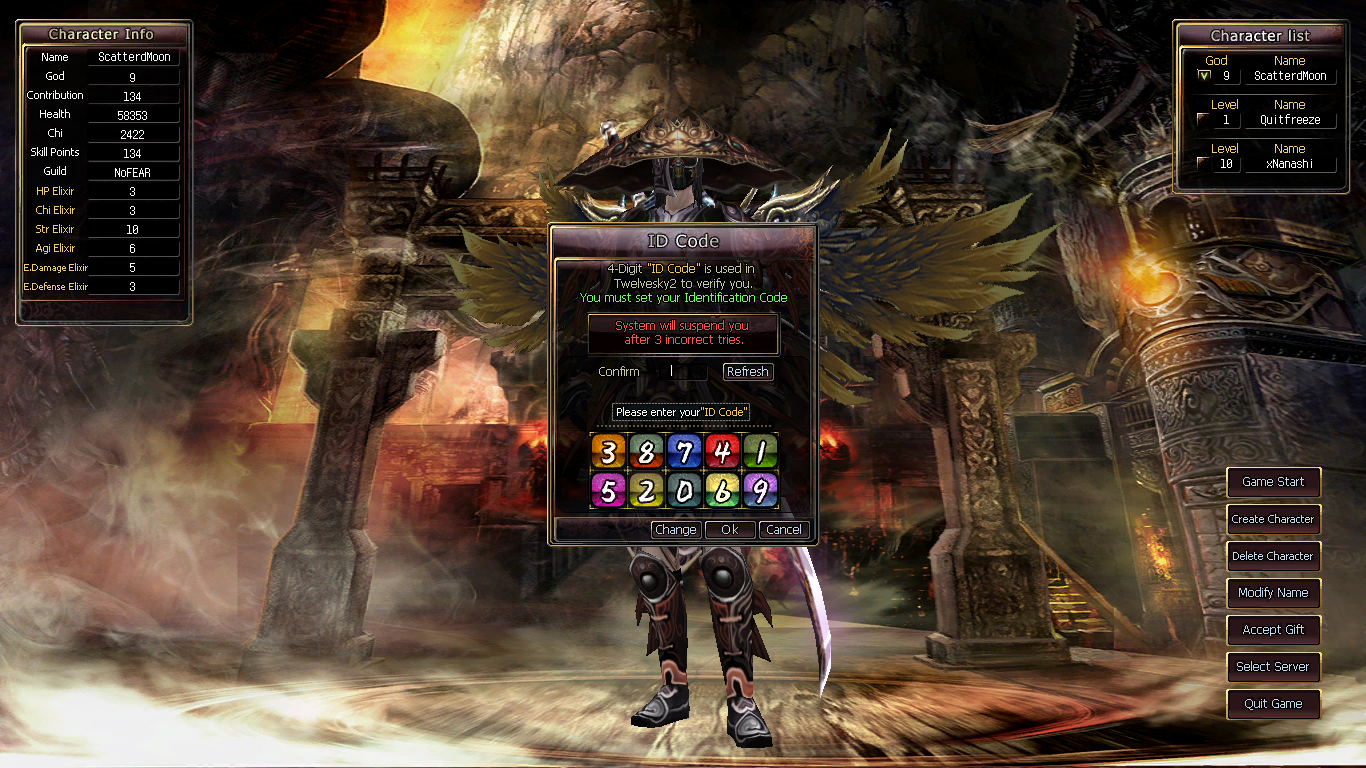 Character Info
Name ScatterdMoon
God 9
Contribution 134
Health 58353
Chi 2422
Skill Points 134
Guild NoFEAR
HP Elixir 3
Chi Elixir 3
Str Elixir 10
Agi Elixir 6
E.Damage Elixir 5
E.Defense Elixir 3
ID Code
4-Digit "ID Code" is used in
Twelvesky2 to verify you.
You must set your Identification Code
System will suspend you
after 3 incorrect tries.
Confirm Refresh
Please enter your"ID Code"
3 8 7 4 1
5 2 0 6 9
Change Ok Cancel
Character list
God Name
9 ScatterdMoon
Level Name
1 Quitfreeze
Level Name
10 xNanashi
Game Start
Create Character
Delete Character
Modify Name
Accept Gift
Select Server
Quit Game